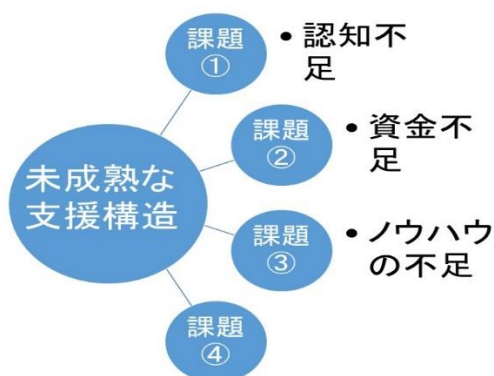 課題
①
• 認知不
足
課題
②
• 資金不
足
未成熟な
支援構造
課題
③
• ノウハウ
の不足
課題
④